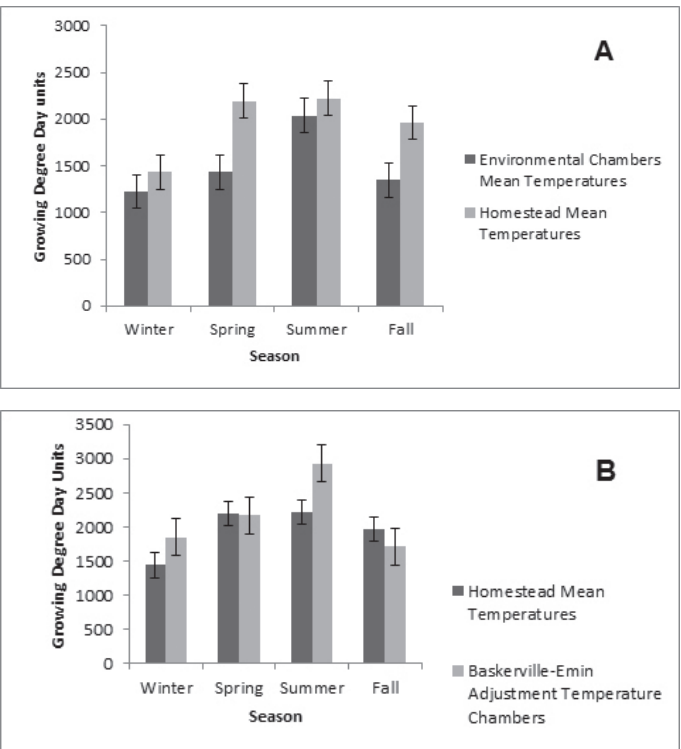 A
Growing Degree Day units
3000
2500
2000
1500
1000
500
0
Winter Spring Summer Fall
Season
Environmental Chambers
Mean Temperatures
Homestead Mean
Temperatures
B
Growing Degree Day Units
3500
3000
2500
2000
1500
1000
500
0
Winter Spring Summer Fall
Season
Homestead Mean
Temperatures
Baskerville-Emin
Adjustment Temperature
Chambers